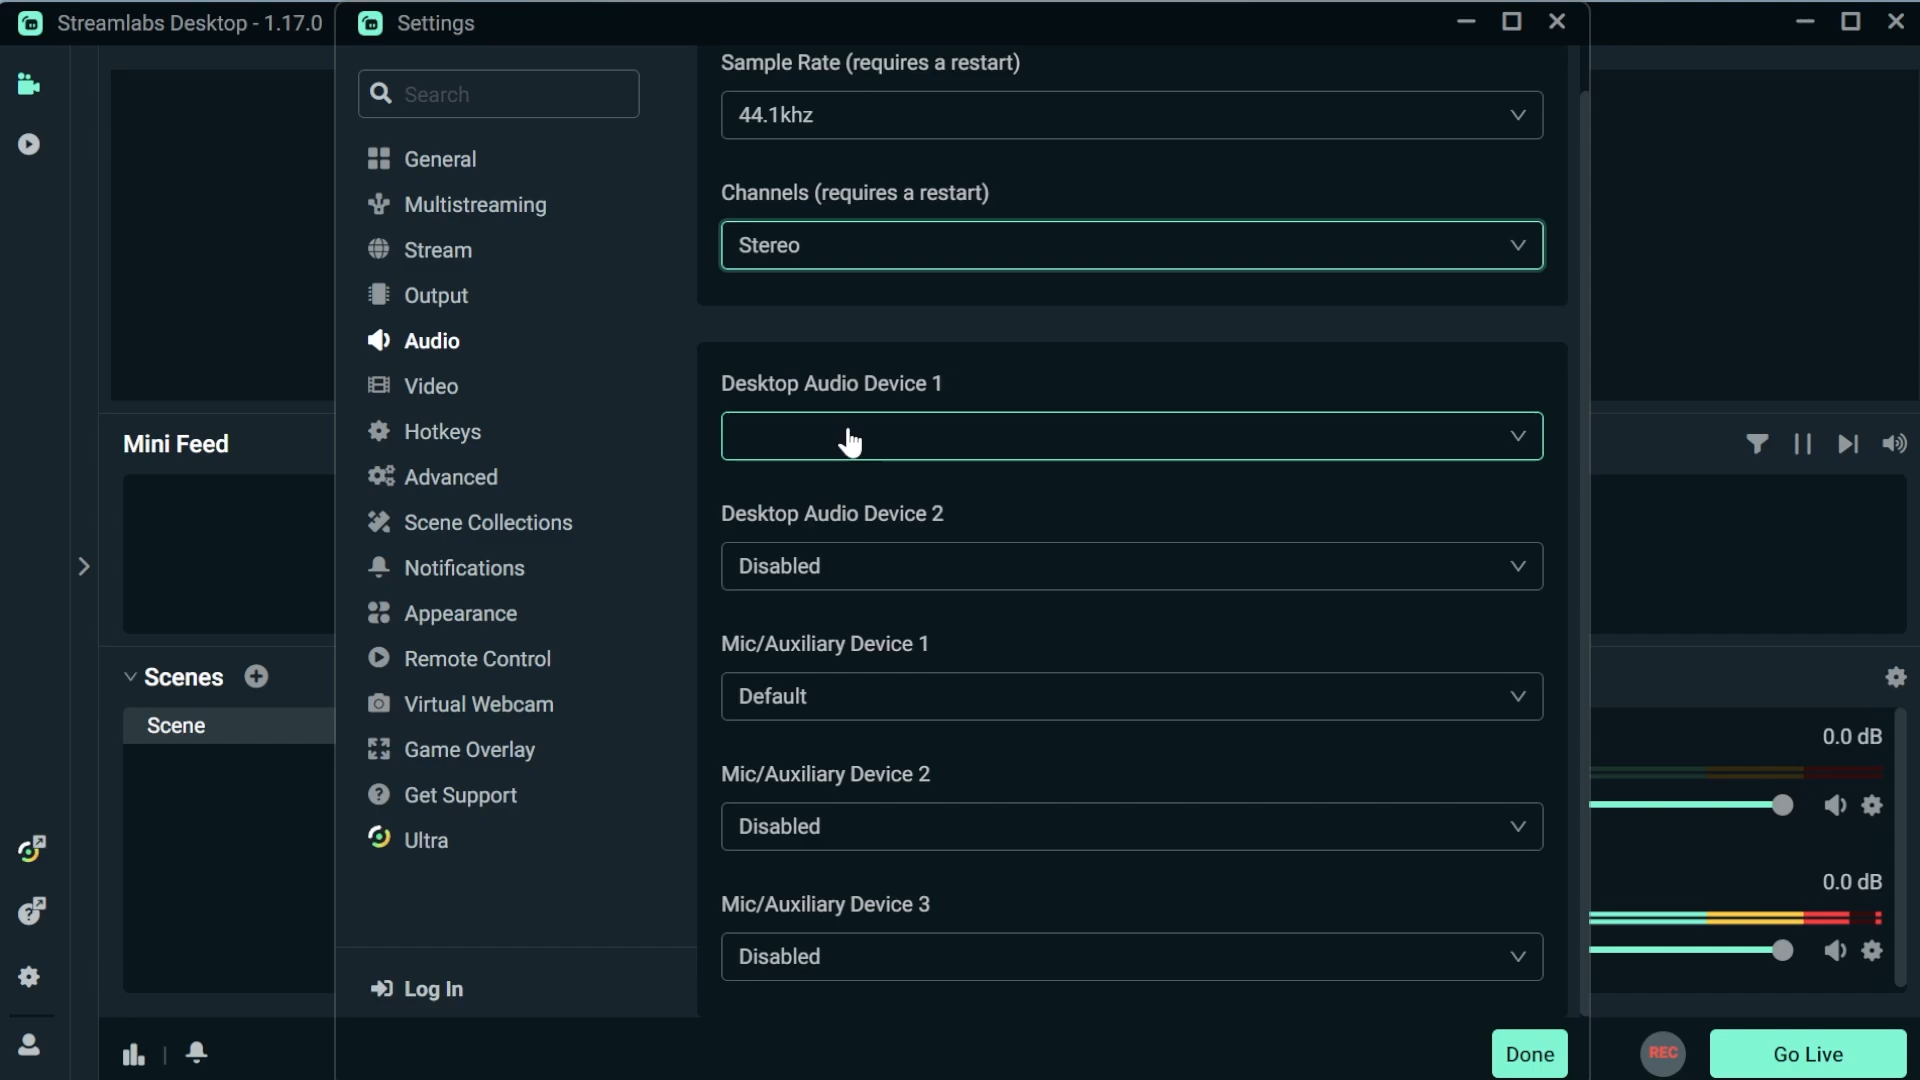 Streamlabs Desktop - 1.17.0
Settings
Search
General
Multistreaming
Stream
Output
Audio
Video
Hotkeys
Advanced
Scene Collections
Notifications
Appearance
Remote Control
Virtual Webcam
Game Overlay
Get Support
Ultra
Log In
Sample Rate (requires a restart)
44.1khz
Channels (requires a restart)
Stereo
Desktop Audio Device 1
Desktop Audio Device 2
Disabled
Mic/Auxiliary Device 1
Default
Mic/Auxiliary Device 2
Disabled
Mic/Auxiliary Device 3
Disabled
Done
Mini Feed
Scenes
Scene
0.0 dB
0.0 dB
REC
Go Live